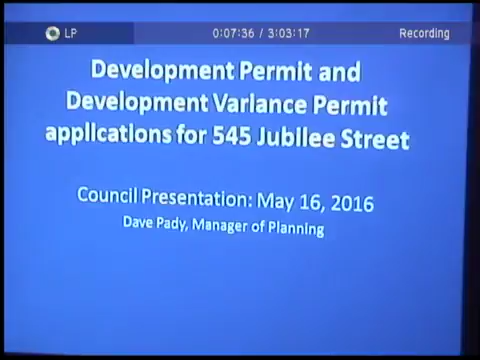 LP 0:07:36 / 3:03:17 Recording
Development Permit and
Development Variance Permit
applications for 545 Jubilee Street
Council Presentation: May 16, 2016
Dave Pady, Manager of Planning